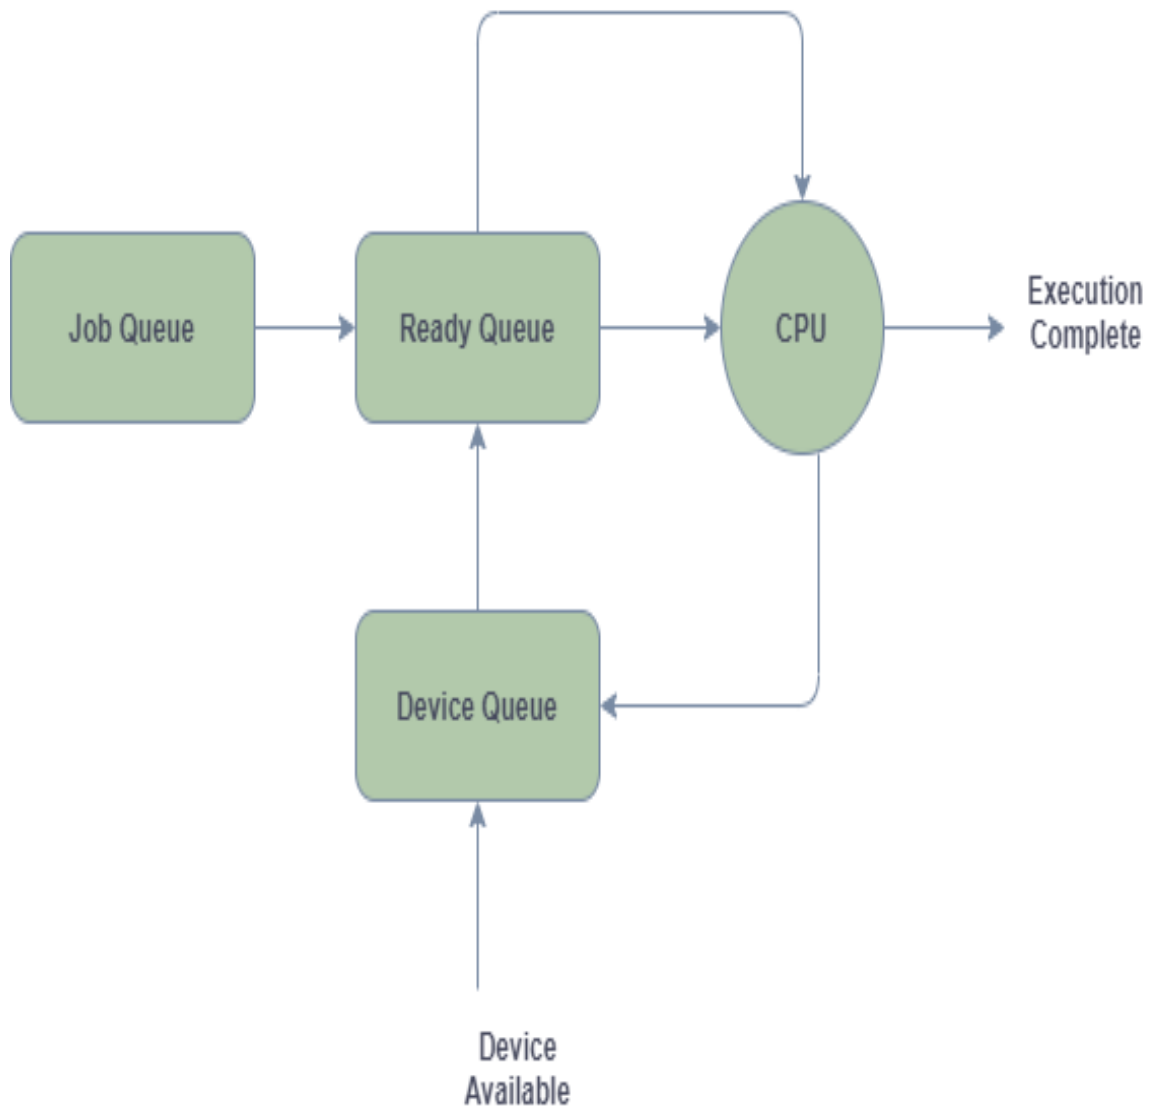 Job Queue
Ready Queue
CPU
Execution
Complete
Device Queue
Device
Available